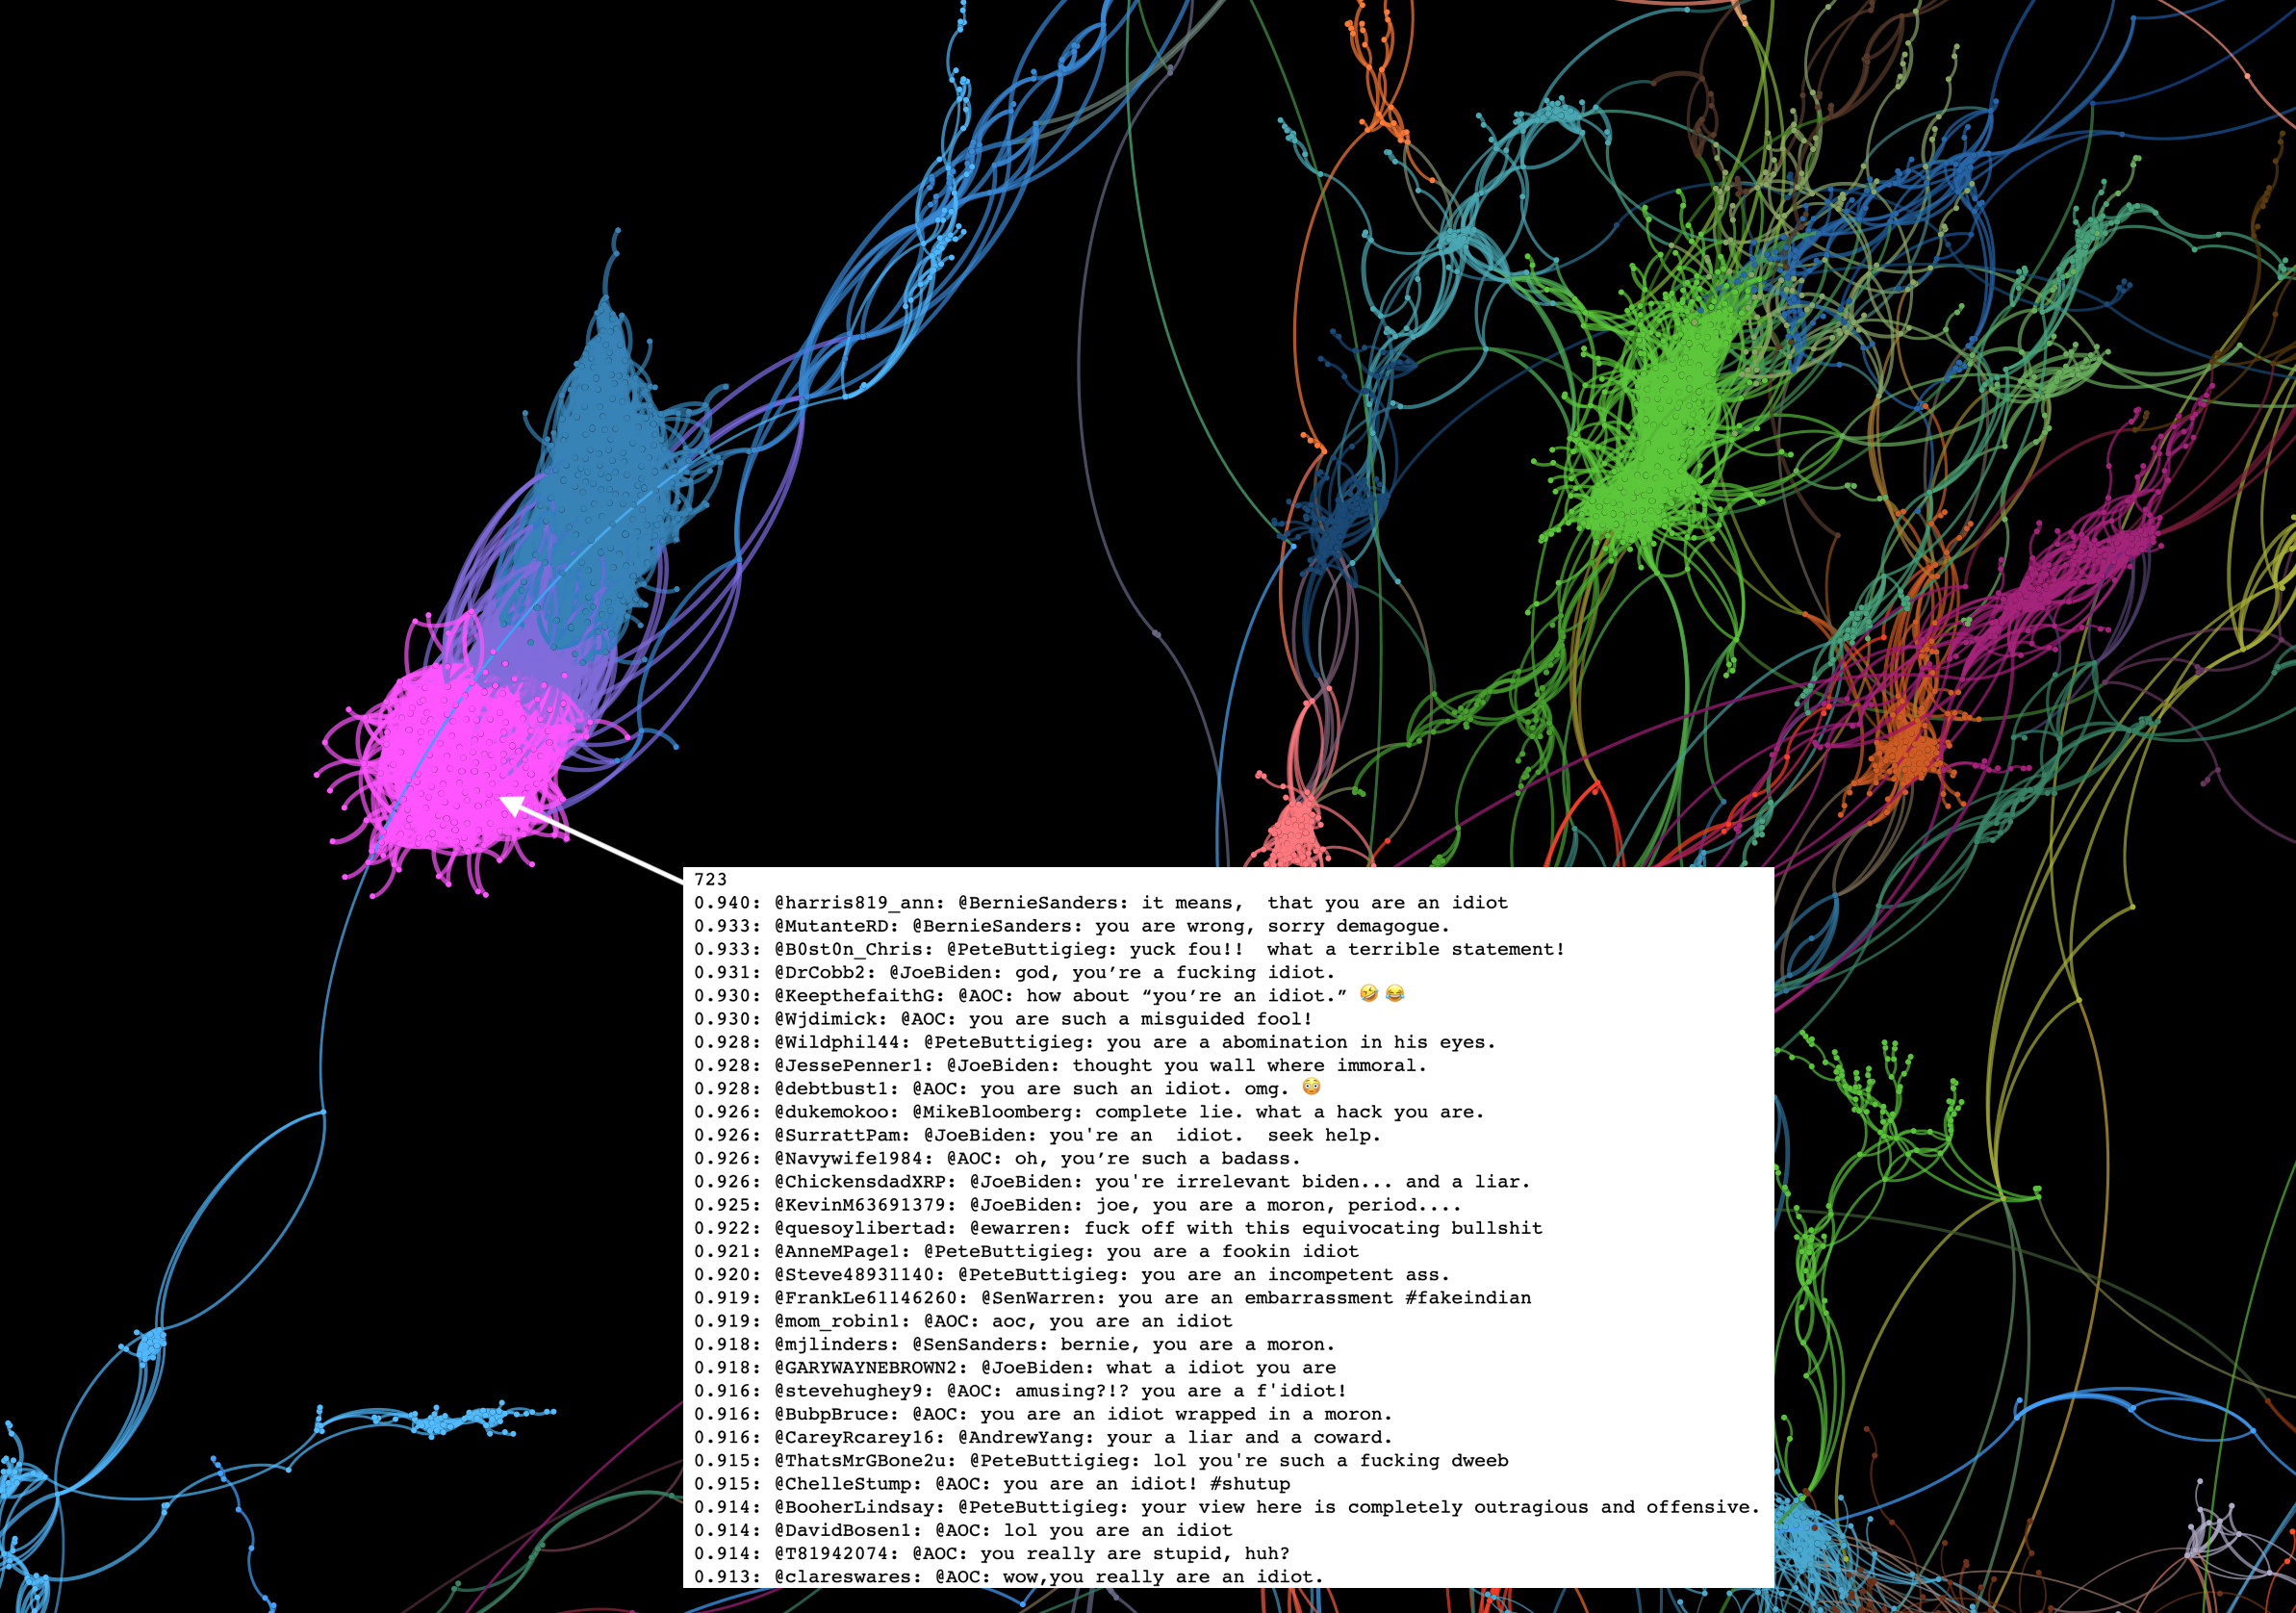 723
0.940: @harris819_ann: @BernieSanders: it means,  that you are an idiot
0.933: @MutanteRD: @BernieSanders: you are wrong, sorry demagogue.
0.933: @B0st0n_Chris: @PeteButtigieg: yuck fou!!  what a terrible statement!
0.931: @DrCobb2: @JoeBiden: god, you’re a fucking idiot.
0.930: @KeepthefaithG: @AOC: how about “you’re an idiot.” 🤣 😂
0.930: @Wjdimick: @AOC: you are such a misguided fool!
0.928: @Wildphil44: @PeteButtigieg: you are a abomination in his eyes.
0.928: @JessePenner1: @JoeBiden: thought you wall where immoral.
0.928: @debtbust1: @AOC: you are such an idiot. omg. 😳
0.926: @dukemokoo: @MikeBloomberg: complete lie. what a hack you are.
0.926: @SurrattPam: @JoeBiden: you're an  idiot.  seek help.
0.926: @Navywife1984: @AOC: oh, you’re such a badass.
0.926: @ChickensdadXRP: @JoeBiden: you're irrelevant biden... and a liar.
0.925: @KevinM63691379: @JoeBiden: joe, you are a moron, period....
0.922: @quesoylibertad: @ewarren: fuck off with this equivocating bullshit
0.921: @AnneMPage1: @PeteButtigieg: you are a fookin idiot
0.920: @Steve48931140: @PeteButtigieg: you are an incompetent ass.
0.919: @FrankLe61146260: @SenWarren: you are an embarrassment #fakeindian
0.919: @mom_robin1: @AOC: aoc, you are an idiot
0.918: @mjlinders: @SenSanders: bernie, you are a moron.
0.918: @GARYWAYNEBROWN2: @JoeBiden: what a idiot you are
0.916: @stevehughey9: @AOC: amusing?!? you are a f'idiot!
0.916: @BubpBruce: @AOC: you are an idiot wrapped in a moron.
0.916: @CareyRcarey16: @AndrewYang: your a liar and a coward.
0.915: @ThatsMrGBone2u: @PeteButtigieg: lol you're such a fucking dweeb
0.915: @ChelleStump: @AOC: you are an idiot! #shutup
0.914: @BooherLindsay: @PeteButtigieg: your view here is completely outragious and offensive.
0.914: @DavidBosen1: @AOC: lol you are an idiot
0.914: @T81942074: @AOC: you really are stupid, huh?
0.913: @clareswares: @AOC: wow,you really are an idiot.